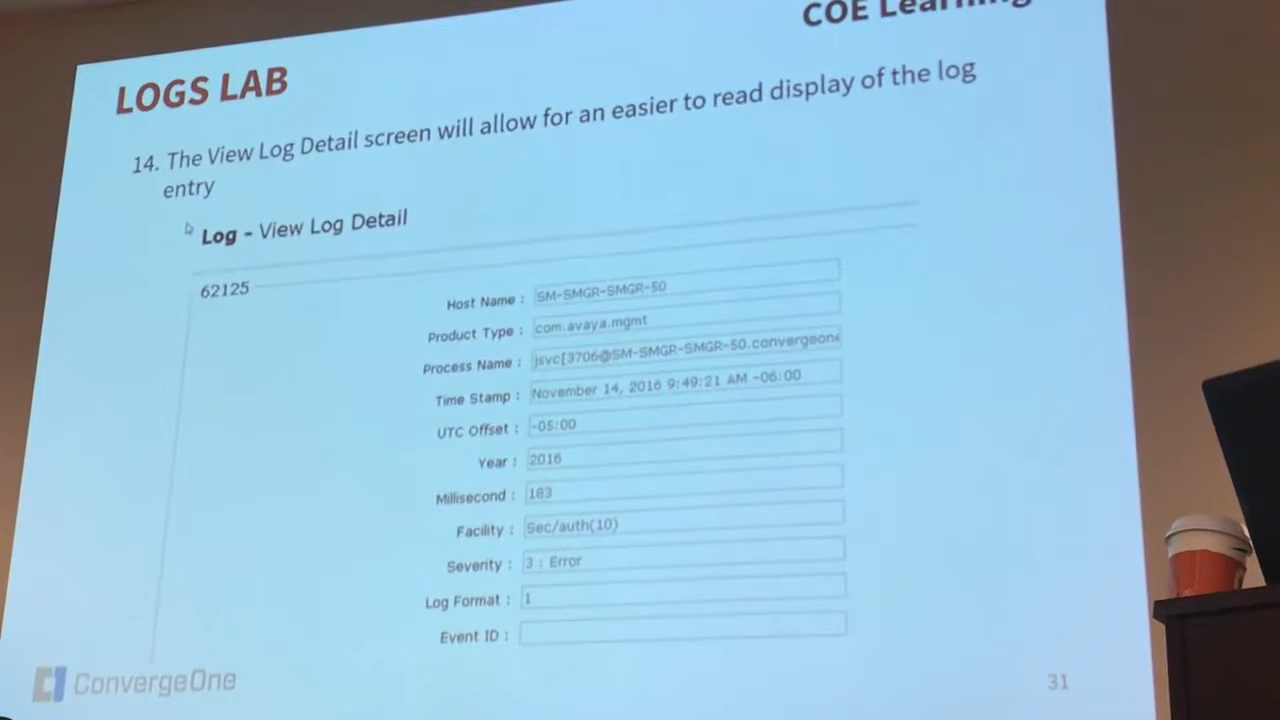 COE Learning
LOGS LAB
14. The View Log Detail screen will allow for an easier to read display of the log
entry
Log - View Log Detail
62125
Host Name : SM-SMGR-SMGR-50
Product Type : com.avaya.mgmt
Process Name : jsvc[3706@SM-SMGR-SMGR-50.convergeone
Time Stamp : November 14, 2016 9:49:21 AM -06:00
UTC Offset : -05:00
Year : 2016
Millisecond : 183
Facility : Sec/auth(10)
Severity : 3 : Error
Log Format : 1
Event ID :
ConvergeOne
31